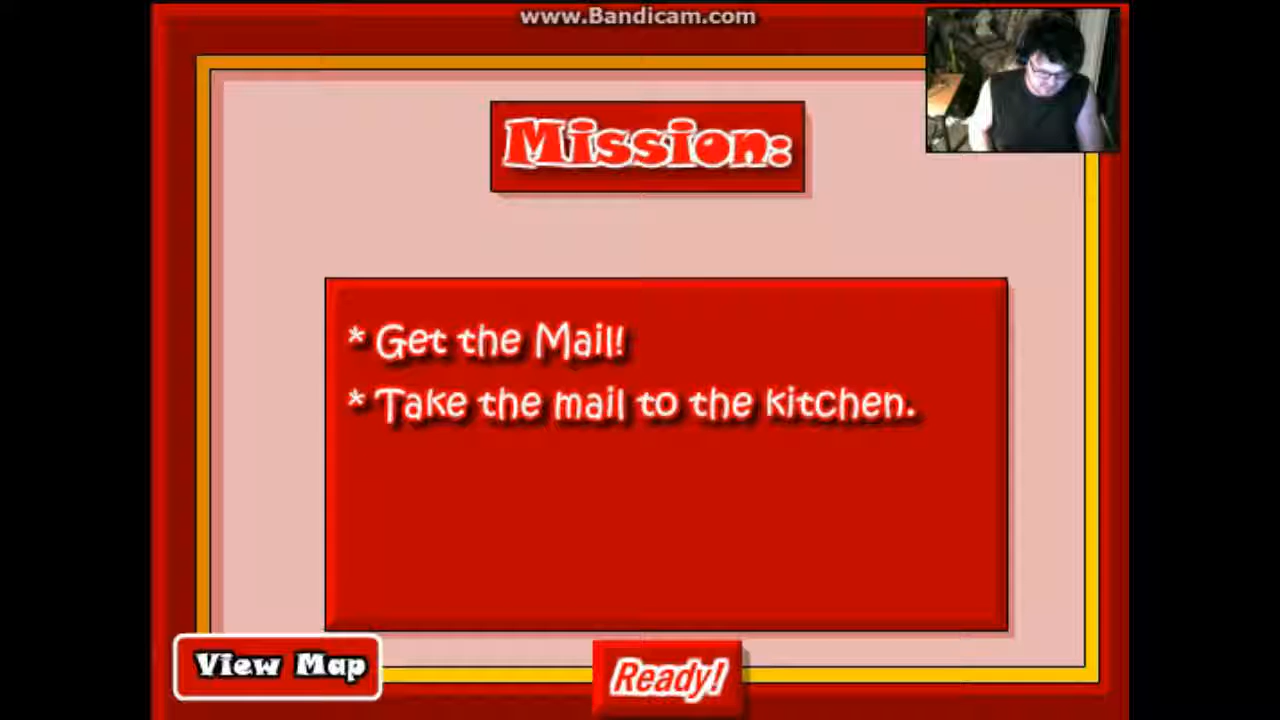 www.Bandicam.com
Mission:
* Get the Mail!
* Take the mail to the kitchen.
View Map
Ready!